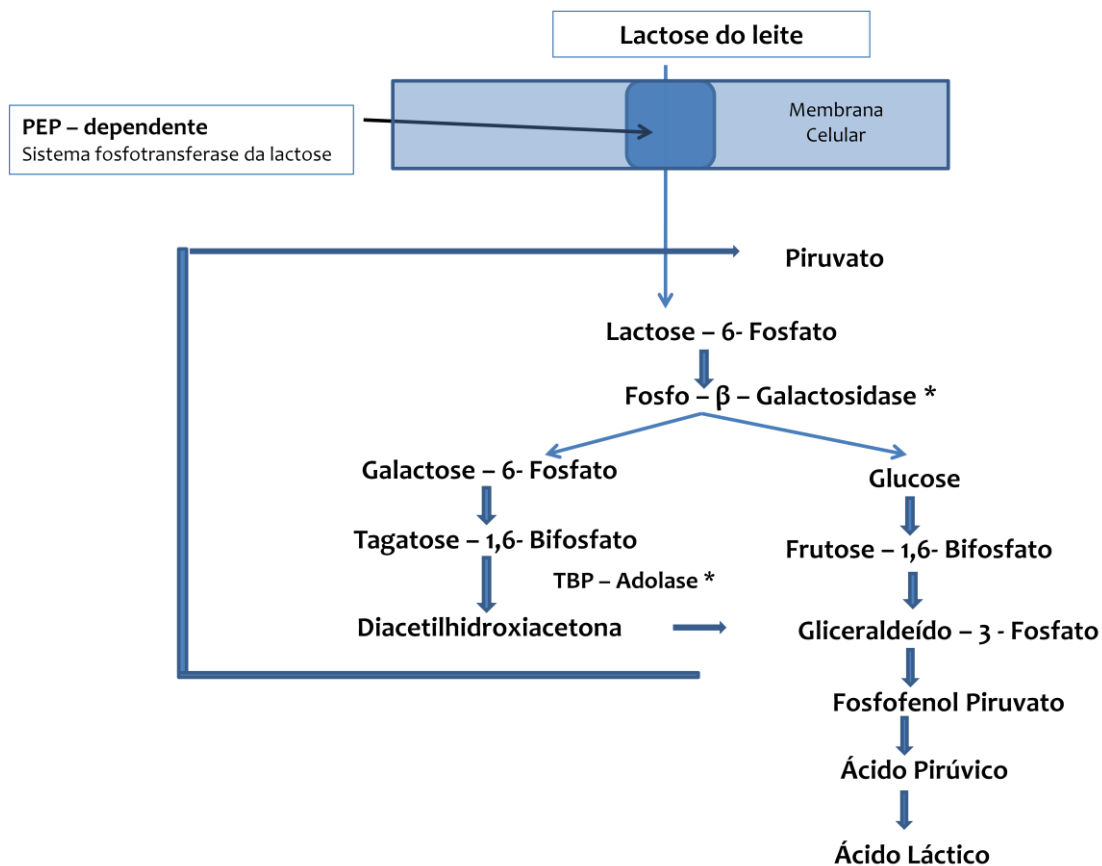 Lactose do leite
PEP – dependente
Sistema fosfotransferase da lactose
Membrana
Celular
Piruvato
Lactose – 6- Fosfato
Fosfo – β – Galactosidase *
Galactose – 6- Fosfato
Glucose
Tagatose – 1,6- Bifosfato
Frutose – 1,6- Bifosfato
TBP – Adolase *
Diacetilhidroxiacetona
Gliceraldeído – 3 - Fosfato
Fosfofenol Piruvato
Ácido Pirúvico
Ácido Láctico